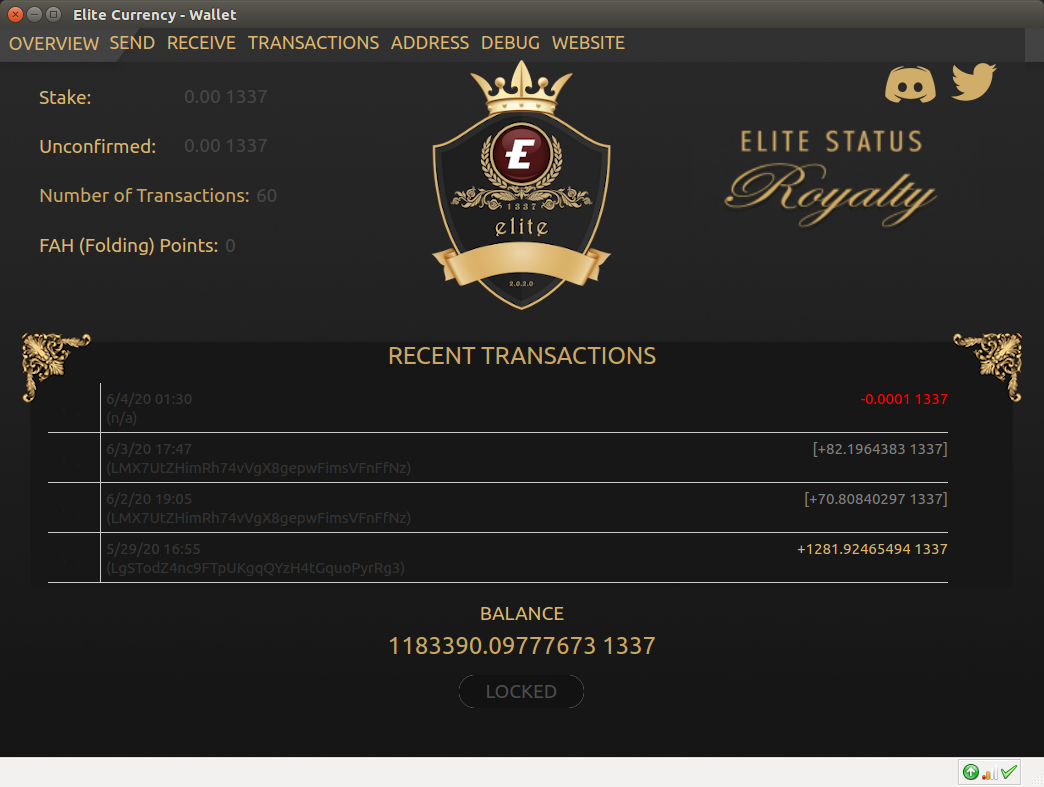 Elite Currency - Wallet
OVERVIEW SEND RECEIVE TRANSACTIONS ADDRESS DEBUG WEBSITE
Stake: 0.00 1337
Unconfirmed: 0.00 1337
Number of Transactions: 60
FAH (Folding) Points: 0
£
1337
elite
2.0.2.0
ELITE STATUS
Royalty
RECENT TRANSACTIONS
6/4/20 01:30 -0.0001 1337
(n/a)
6/3/20 17:47 [+82.1964383 1337]
(LMX7UtZHimRh74vVgX8gepwFimsVFnFfNz)
6/2/20 19:05 [+70.80840297 1337]
(LMX7UtZHimRh74vVgX8gepwFimsVFnFfNz)
5/29/20 16:55 +1281.92465494 1337
(LgSTodZ4nc9FTpUKgqQYzH4tGquoPyrRg3)
BALANCE
1183390.09777673 1337
LOCKED